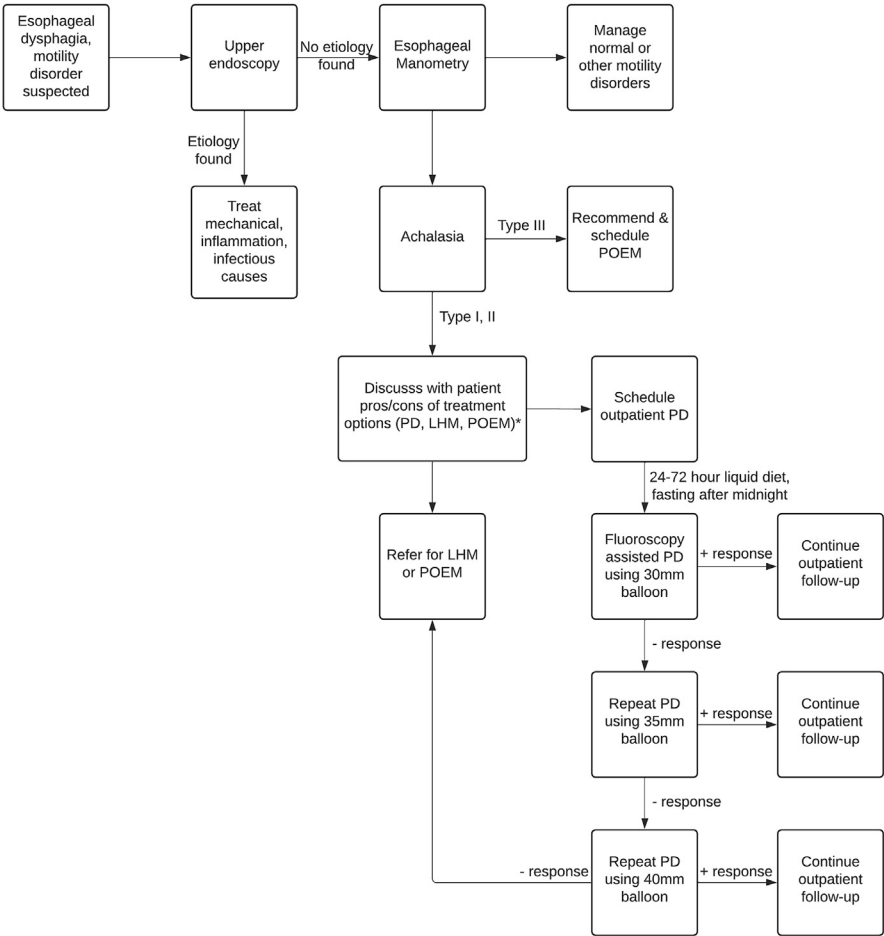 Esophageal
dysphagia,
motility
disorder
suspected
Upper
endoscopy
No etiology
found
Esophageal
Manometry
Manage
normal or
other motility
disorders
Etiology
found
Treat
mechanical,
inflammation,
infectious
causes
Achalasia
Type III
Recommend &
schedule
POEM
Type I, II
Discusss with patient
pros/cons of treatment
options (PD, LHM, POEM)*
Schedule
outpatient PD
24-72 hour liquid diet,
fasting after midnight
Refer for LHM
or POEM
Fluoroscopy
assisted PD
using 30mm
balloon
+ response
Continue
outpatient
follow-up
- response
Repeat PD
using 35mm
balloon
+ response
Continue
outpatient
follow-up
- response
- response
Repeat PD
using 40mm
balloon
+ response
Continue
outpatient
follow-up